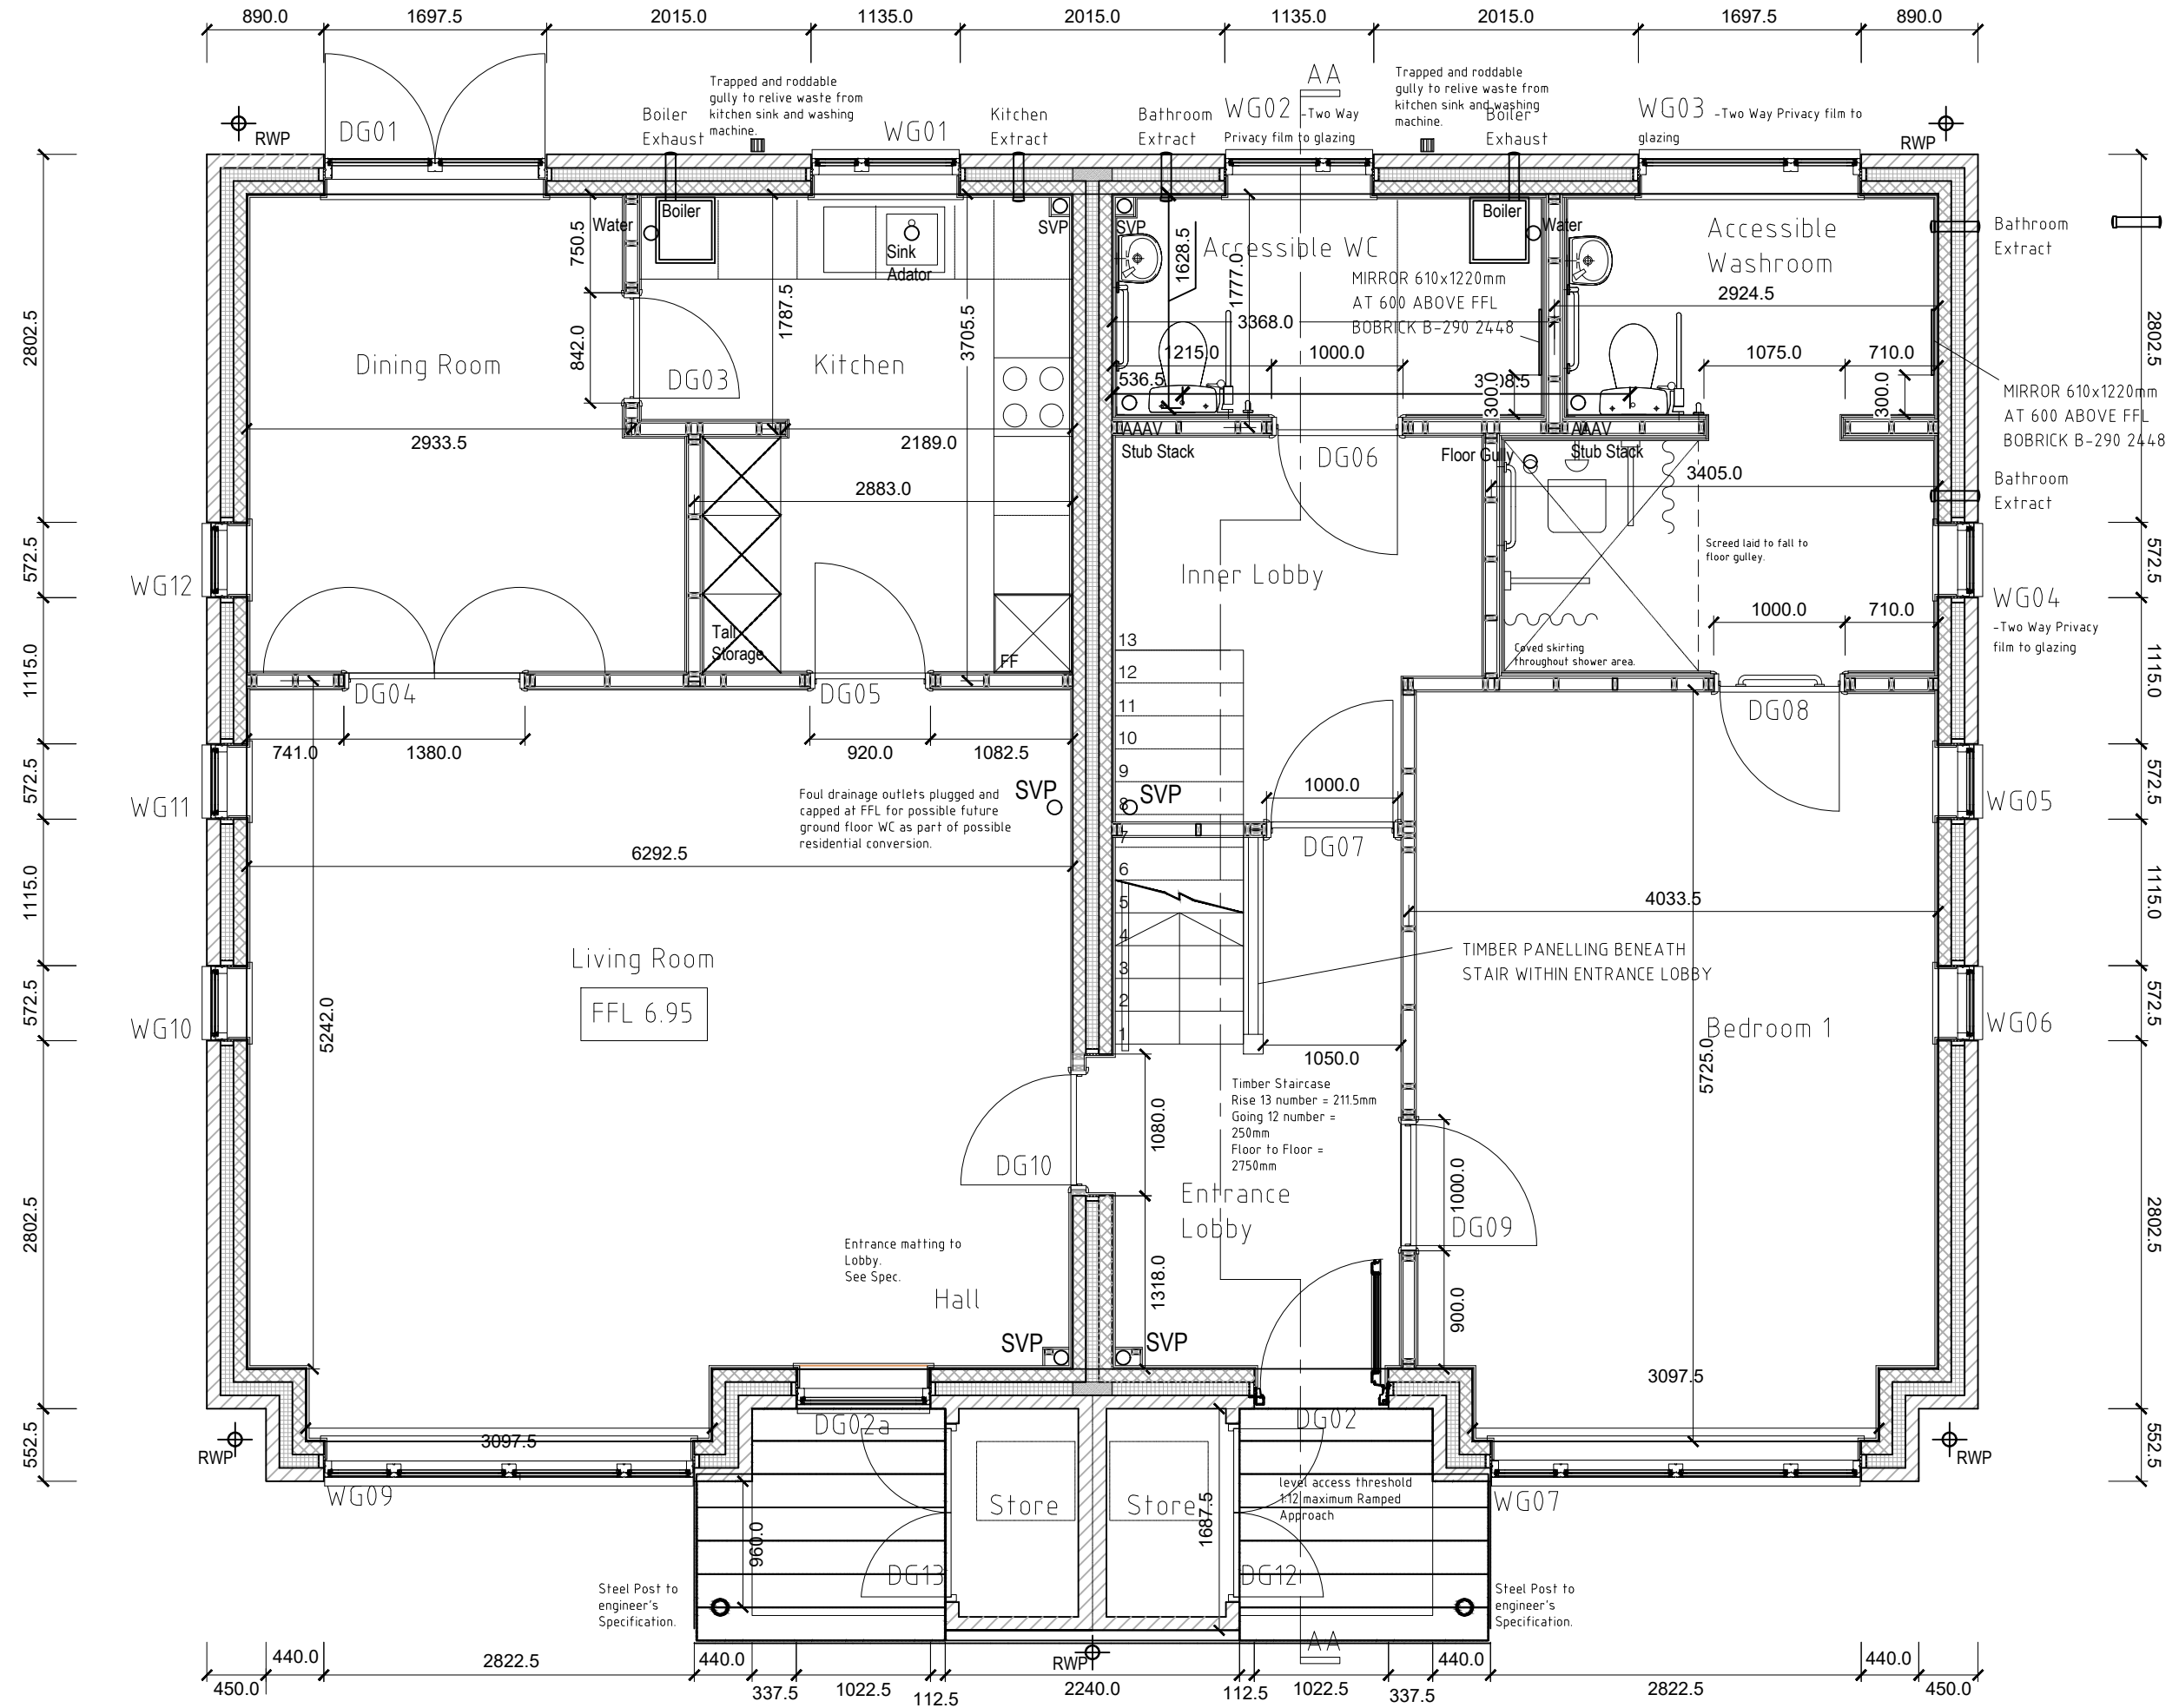 890.0 1697.5 2015.0 1135.0 2015.0 1135.0 2015.0 1697.5 890.0
AA
Trapped and roddable
gully to relive waste from
kitchen sink and washing
machine.
Trapped and roddable
gully to relive waste from
kitchen sink and washing
machine.
RWP
DG01
Boiler
Exhaust
WG01
Kitchen
Extract
Bathroom
Extract
WG02 -Two Way
Privacy film to glazing
Boiler
Exhaust
WG03 -Two Way Privacy film to
glazing
RWP
Water
Boiler
Sink
Adator
SVP
SVP
Accessible WC
Boiler
Water
Accessible
Washroom
Bathroom
Extract
750.5
842.0
1787.5
3705.5
1628.5
1777.0
3368.0
2924.5
MIRROR 610x1220mm
AT 600 ABOVE FFL
BOBRICK B-290 2448
MIRROR 610x1220mm
AT 600 ABOVE FFL
BOBRICK B-290 2448
2802.5
2802.5
Dining Room
DG03
Kitchen
1215.0
1000.0
1075.0
710.0
536.5
300.0
300.0
2933.5
2189.0
2883.0
AAAV
Stub Stack
DG06
Floor Gully
AAAV
Stub Stack
3405.0
Bathroom
Extract
Screed laid to fall to
floor gulley.
Inner Lobby
572.5
WG12
572.5
WG04
-Two Way Privacy
film to glazing
1000.0
710.0
Tall
Storage
FF
Coved skirting
throughout shower area.
13
12
11
10
9
8
7
6
5
4
3
2
1
1115.0
1115.0
DG04
DG05
DG08
741.0
1380.0
920.0
1082.5
572.5
WG11
Foul drainage outlets plugged and
capped at FFL for possible future
ground floor WC as part of possible
residential conversion.
SVP
SVP
1000.0
DG07
WG05
572.5
6292.5
4033.5
1115.0
1115.0
Living Room
FFL 6.95
TIMBER PANELLING BENEATH
STAIR WITHIN ENTRANCE LOBBY
572.5
WG10
5242.0
1050.0
Bedroom 1
5725.0
WG06
572.5
Timber Staircase
Rise 13 number = 211.5mm
Going 12 number =
250mm
Floor to Floor =
2750mm
DG10
1080.0
1000.0
DG09
Entrance
Lobby
2802.5
2802.5
Entrance matting to
Lobby.
See Spec.
Hall
1318.0
900.0
SVP
SVP
3097.5
DG02a
DG02
552.5
RWP
3097.5
WG09
Store
Store
1687.5
level access threshold
1:12 maximum Ramped
Approach
WG07
RWP
552.5
960.0
DG13
DG12
Steel Post to
engineer's
Specification.
Steel Post to
engineer's
Specification.
AA
RWP
450.0 440.0 2822.5 440.0 337.5 1022.5 112.5 2240.0 112.5 1022.5 337.5 440.0 2822.5 440.0 450.0